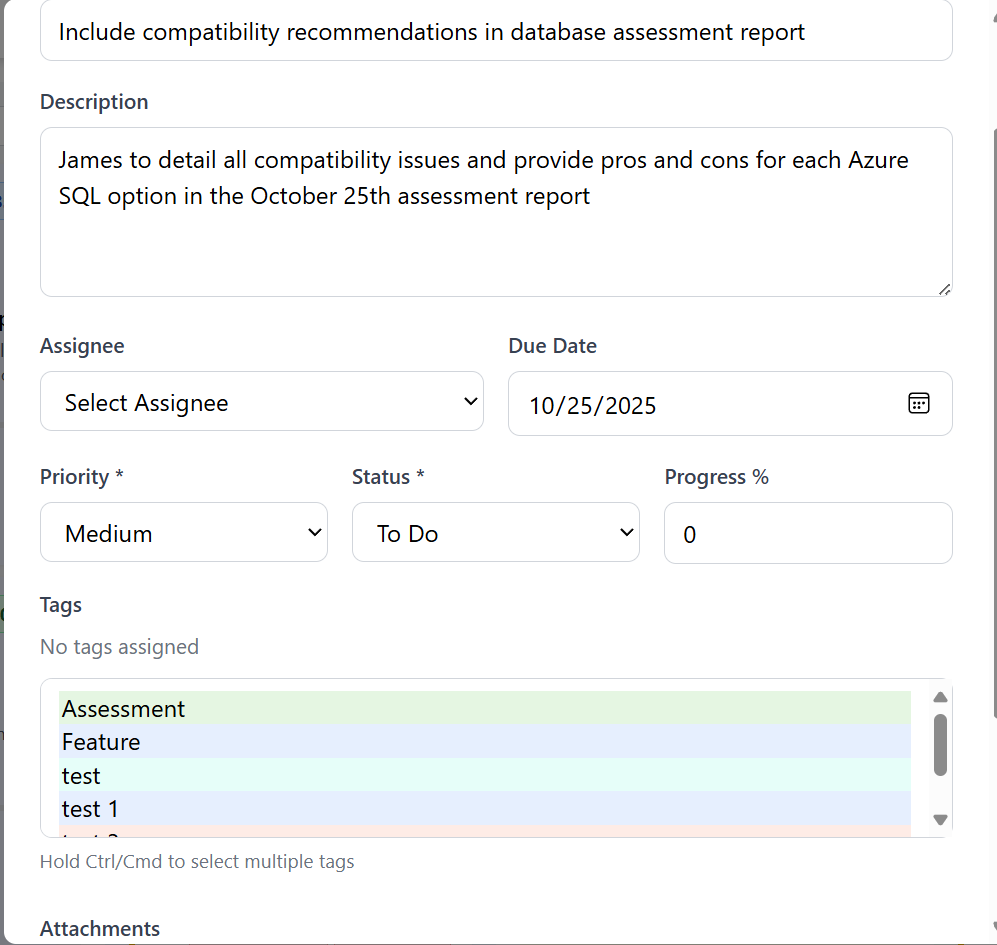 Include compatibility recommendations in database assessment report
Description
James to detail all compatibility issues and provide pros and cons for each Azure
SQL option in the October 25th assessment report
Assignee
Due Date
Select Assignee
10/25/2025
Priority *
Status *
Progress %
Medium
To Do
0
Tags
No tags assigned
Assessment
Feature
test
test 1
Hold Ctrl/Cmd to select multiple tags
Attachments